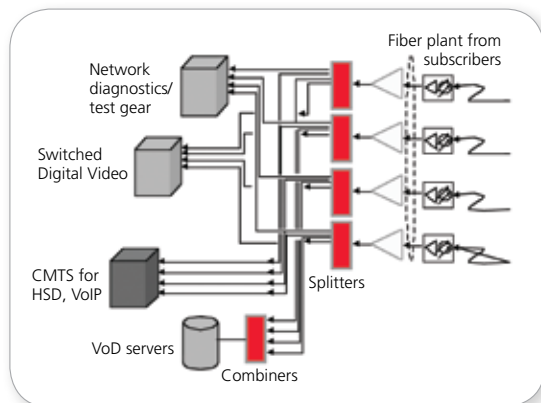 Fiber plant from
subscribers
Network
diagnostics/
test gear
Switched
Digital Video
CMTS for
HSD, VoIP
Splitters
VoD servers
Combiners